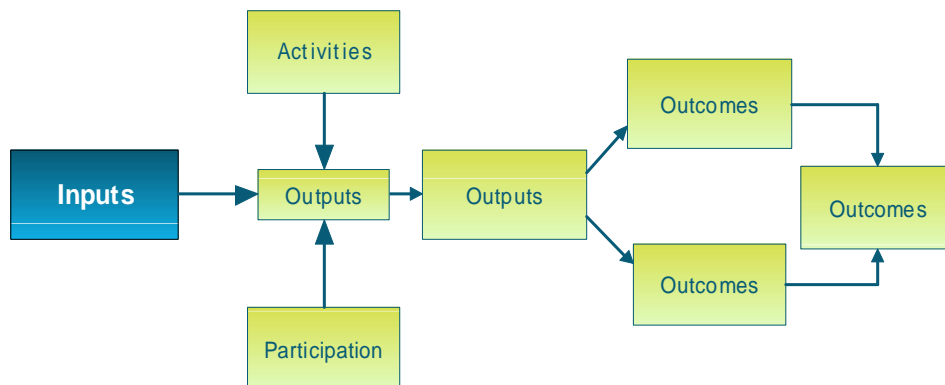 Activities
Inputs
Outputs
Participation
Outputs
Outcomes
Outcomes
Outcomes